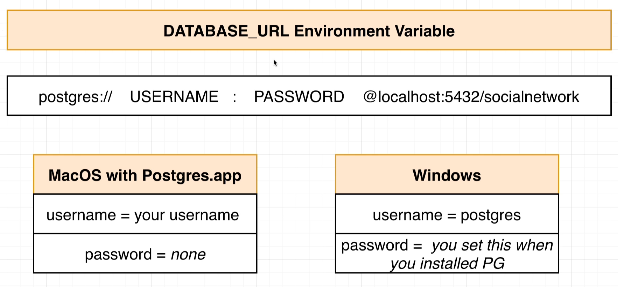 DATABASE_URL Environment Variable
postgres:// USERNAME : PASSWORD @localhost:5432/socialnetwork
MacOS with Postgres.app
username = your username
password = none
Windows
username = postgres
password = you set this when
you installed PG